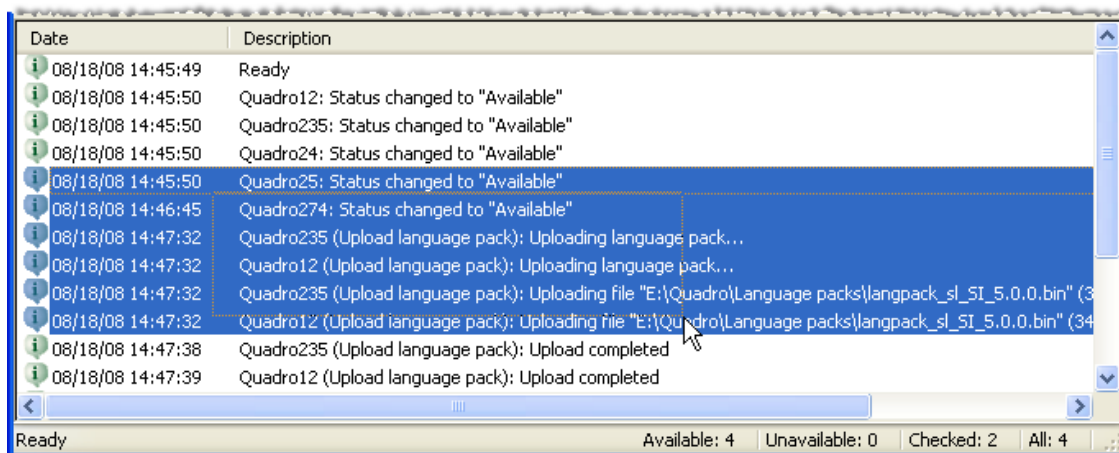 Date Description
08/18/08 14:45:49 Ready
08/18/08 14:45:50 Quadro12: Status changed to "Available"
08/18/08 14:45:50 Quadro235: Status changed to "Available"
08/18/08 14:45:50 Quadro24: Status changed to "Available"
08/18/08 14:45:50 Quadro25: Status changed to "Available"
08/18/08 14:46:45 Quadro274: Status changed to "Available"
08/18/08 14:47:32 Quadro235 (Upload language pack): Uploading language pack...
08/18/08 14:47:32 Quadro12 (Upload language pack): Uploading language pack...
08/18/08 14:47:32 Quadro235 (Upload language pack): Uploading file "E:\Quadro\Language packs\langpack_sl_SI_5.0.0.bin" (3
08/18/08 14:47:32 Quadro12 (Upload language pack): Uploading file "E:\Quadro\Language packs\langpack_sl_SI_5.0.0.bin" (34
08/18/08 14:47:38 Quadro235 (Upload language pack): Upload completed
08/18/08 14:47:39 Quadro12 (Upload language pack): Upload completed
Ready Available: 4 Unavailable: 0 Checked: 2 All: 4